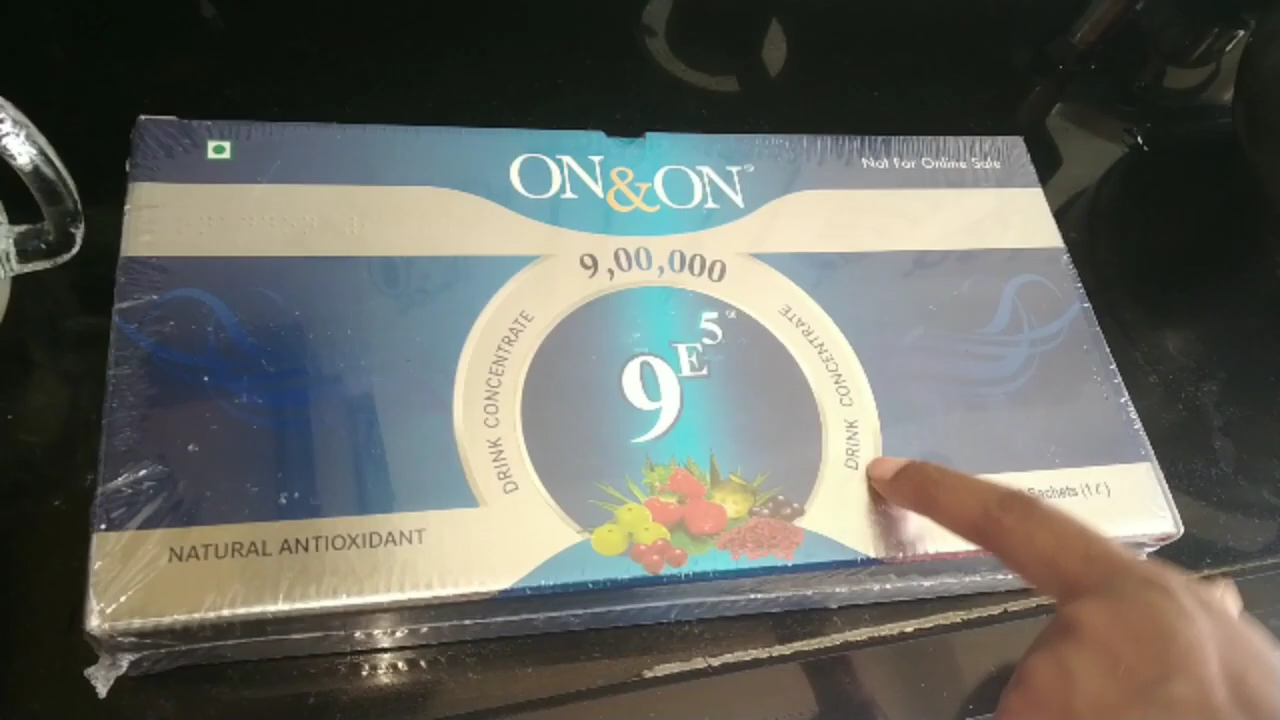 ON&ON®
Not For Online Sale
9,00,000
DRINK CONCENTRATE
9E5
DRINK CONCENTRATE
NATURAL ANTIOXIDANT
Sachets